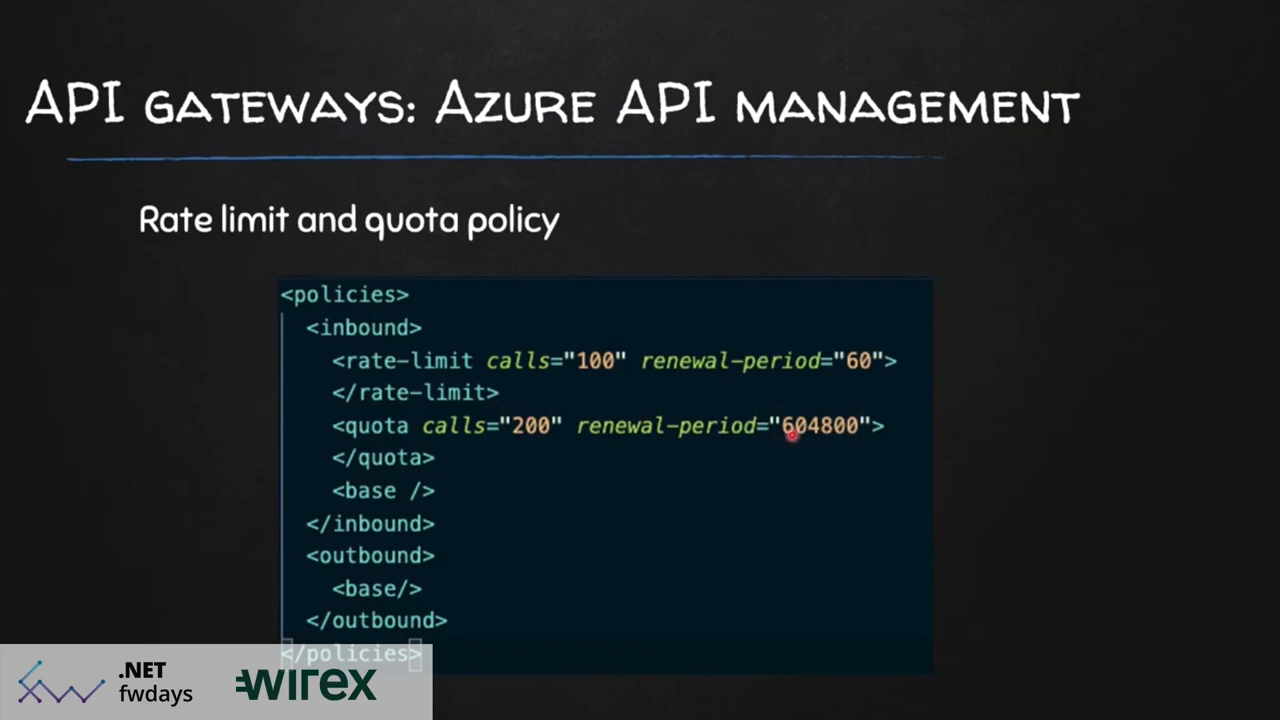 API GATEWAYS: AZURE API MANAGEMENT
Rate limit and quota policy
<policies>
<inbound>
<rate-limit calls="100" renewal-period="60">
</rate-limit>
<quota calls="200" renewal-period="604800">
</quota>
<base />
</inbound>
<outbound>
<base/>
</outbound>
</policies>
.NET
fwdays
wirex